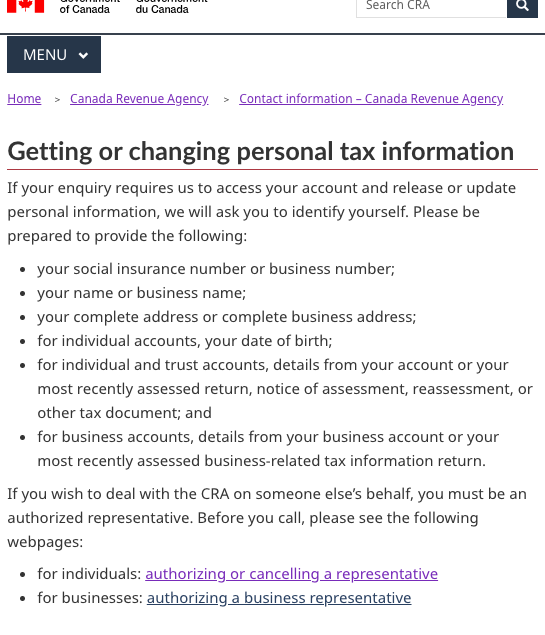 Government Gouvernement
of Canada du Canada
Search CRA
MENU
Home > Canada Revenue Agency > Contact information – Canada Revenue Agency
Getting or changing personal tax information
If your enquiry requires us to access your account and release or update
personal information, we will ask you to identify yourself. Please be
prepared to provide the following:
• your social insurance number or business number;
• your name or business name;
• your complete address or complete business address;
• for individual accounts, your date of birth;
• for individual and trust accounts, details from your account or your
most recently assessed return, notice of assessment, reassessment, or
other tax document; and
• for business accounts, details from your business account or your
most recently assessed business-related tax information return.
If you wish to deal with the CRA on someone else’s behalf, you must be an
authorized representative. Before you call, please see the following
webpages:
• for individuals: authorizing or cancelling a representative
• for businesses: authorizing a business representative